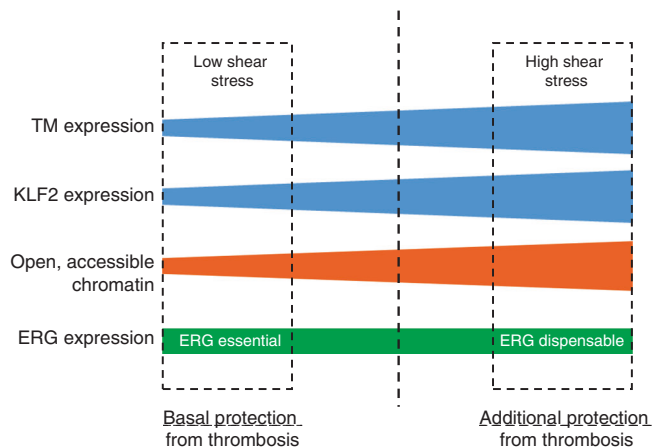 Low shear
stress
High shear
stress
TM expression
KLF2 expression
Open, accessible
chromatin
ERG expression
ERG essential
ERG dispensable
Basal protection
from thrombosis
Additional protection
from thrombosis